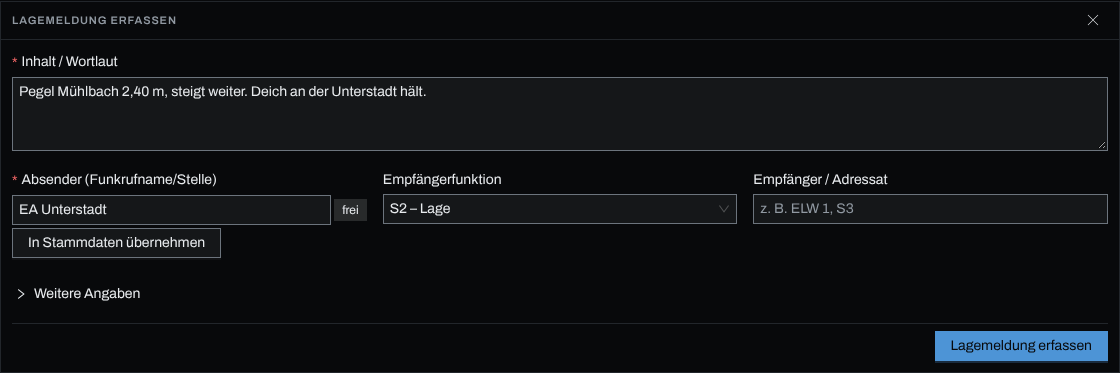 LAGEMELDUNG ERFASSEN
* Inhalt / Wortlaut
Pegel Mühlbach 2,40 m, steigt weiter. Deich an der Unterstadt hält.
* Absender (Funkrufname/Stelle)
EA Unterstadt
frei
In Stammdaten übernehmen
Empfängerfunktion
S2 – Lage
Empfänger / Adressat
z. B. ELW 1, S3
Weitere Angaben
Lagemeldung erfassen